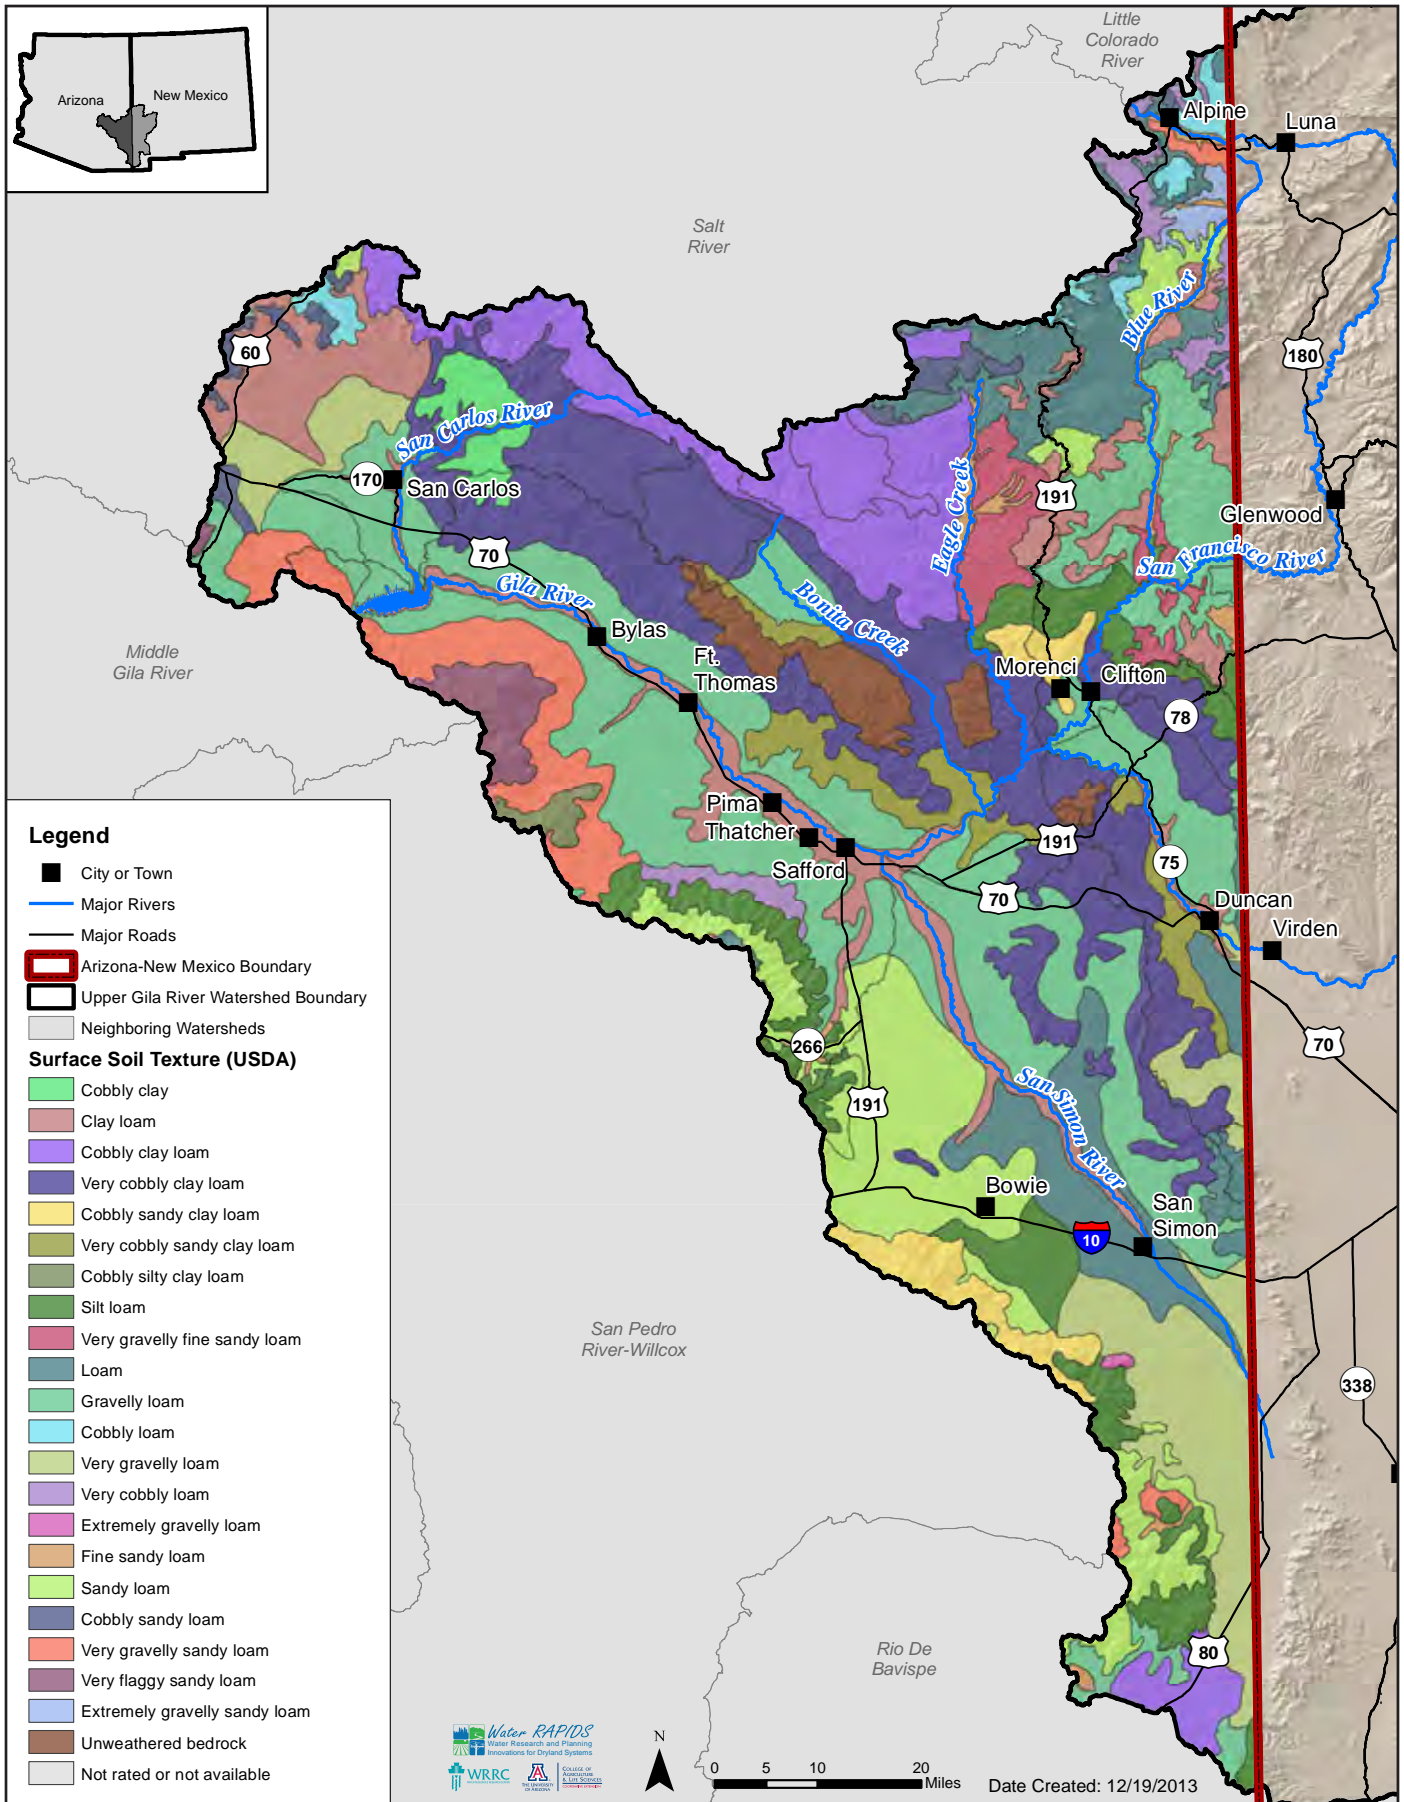 Arizona
New Mexico
Little
Colorado
River
Alpine
Luna
Salt
River
Blue River
60
180
San Carlos River
170
San Carlos
Eagle Creek
191
Glenwood
San Francisco River
70
Gila River
Bonita Creek
Bylas
Middle
Gila River
Ft.
Thomas
Morenci
Clifton
78
Pima
Thatcher
Safford
191
75
70
Duncan
Virden
266
70
191
San Simon River
Bowie
San
Simon
10
San Pedro
River-Willcox
338
Rio De
Bavispe
80
Legend
City or Town
Major Rivers
Major Roads
Arizona-New Mexico Boundary
Upper Gila River Watershed Boundary
Neighboring Watersheds
Surface Soil Texture (USDA)
Cobbly clay
Clay loam
Cobbly clay loam
Very cobbly clay loam
Cobbly sandy clay loam
Very cobbly sandy clay loam
Cobbly silty clay loam
Silt loam
Very gravelly fine sandy loam
Loam
Gravelly loam
Cobbly loam
Very gravelly loam
Very cobbly loam
Extremely gravelly loam
Fine sandy loam
Sandy loam
Cobbly sandy loam
Very gravelly sandy loam
Very flaggy sandy loam
Extremely gravelly sandy loam
Unweathered bedrock
Not rated or not available
Water RAPIDS
Water Research and Planning
Innovations for Dryland Systems
WRRC
A
THE UNIVERSITY
OF ARIZONA
COLLEGE OF
AGRICULTURE
& LIFE SCIENCES
N
0 5 10 20
Miles
Date Created: 12/19/2013